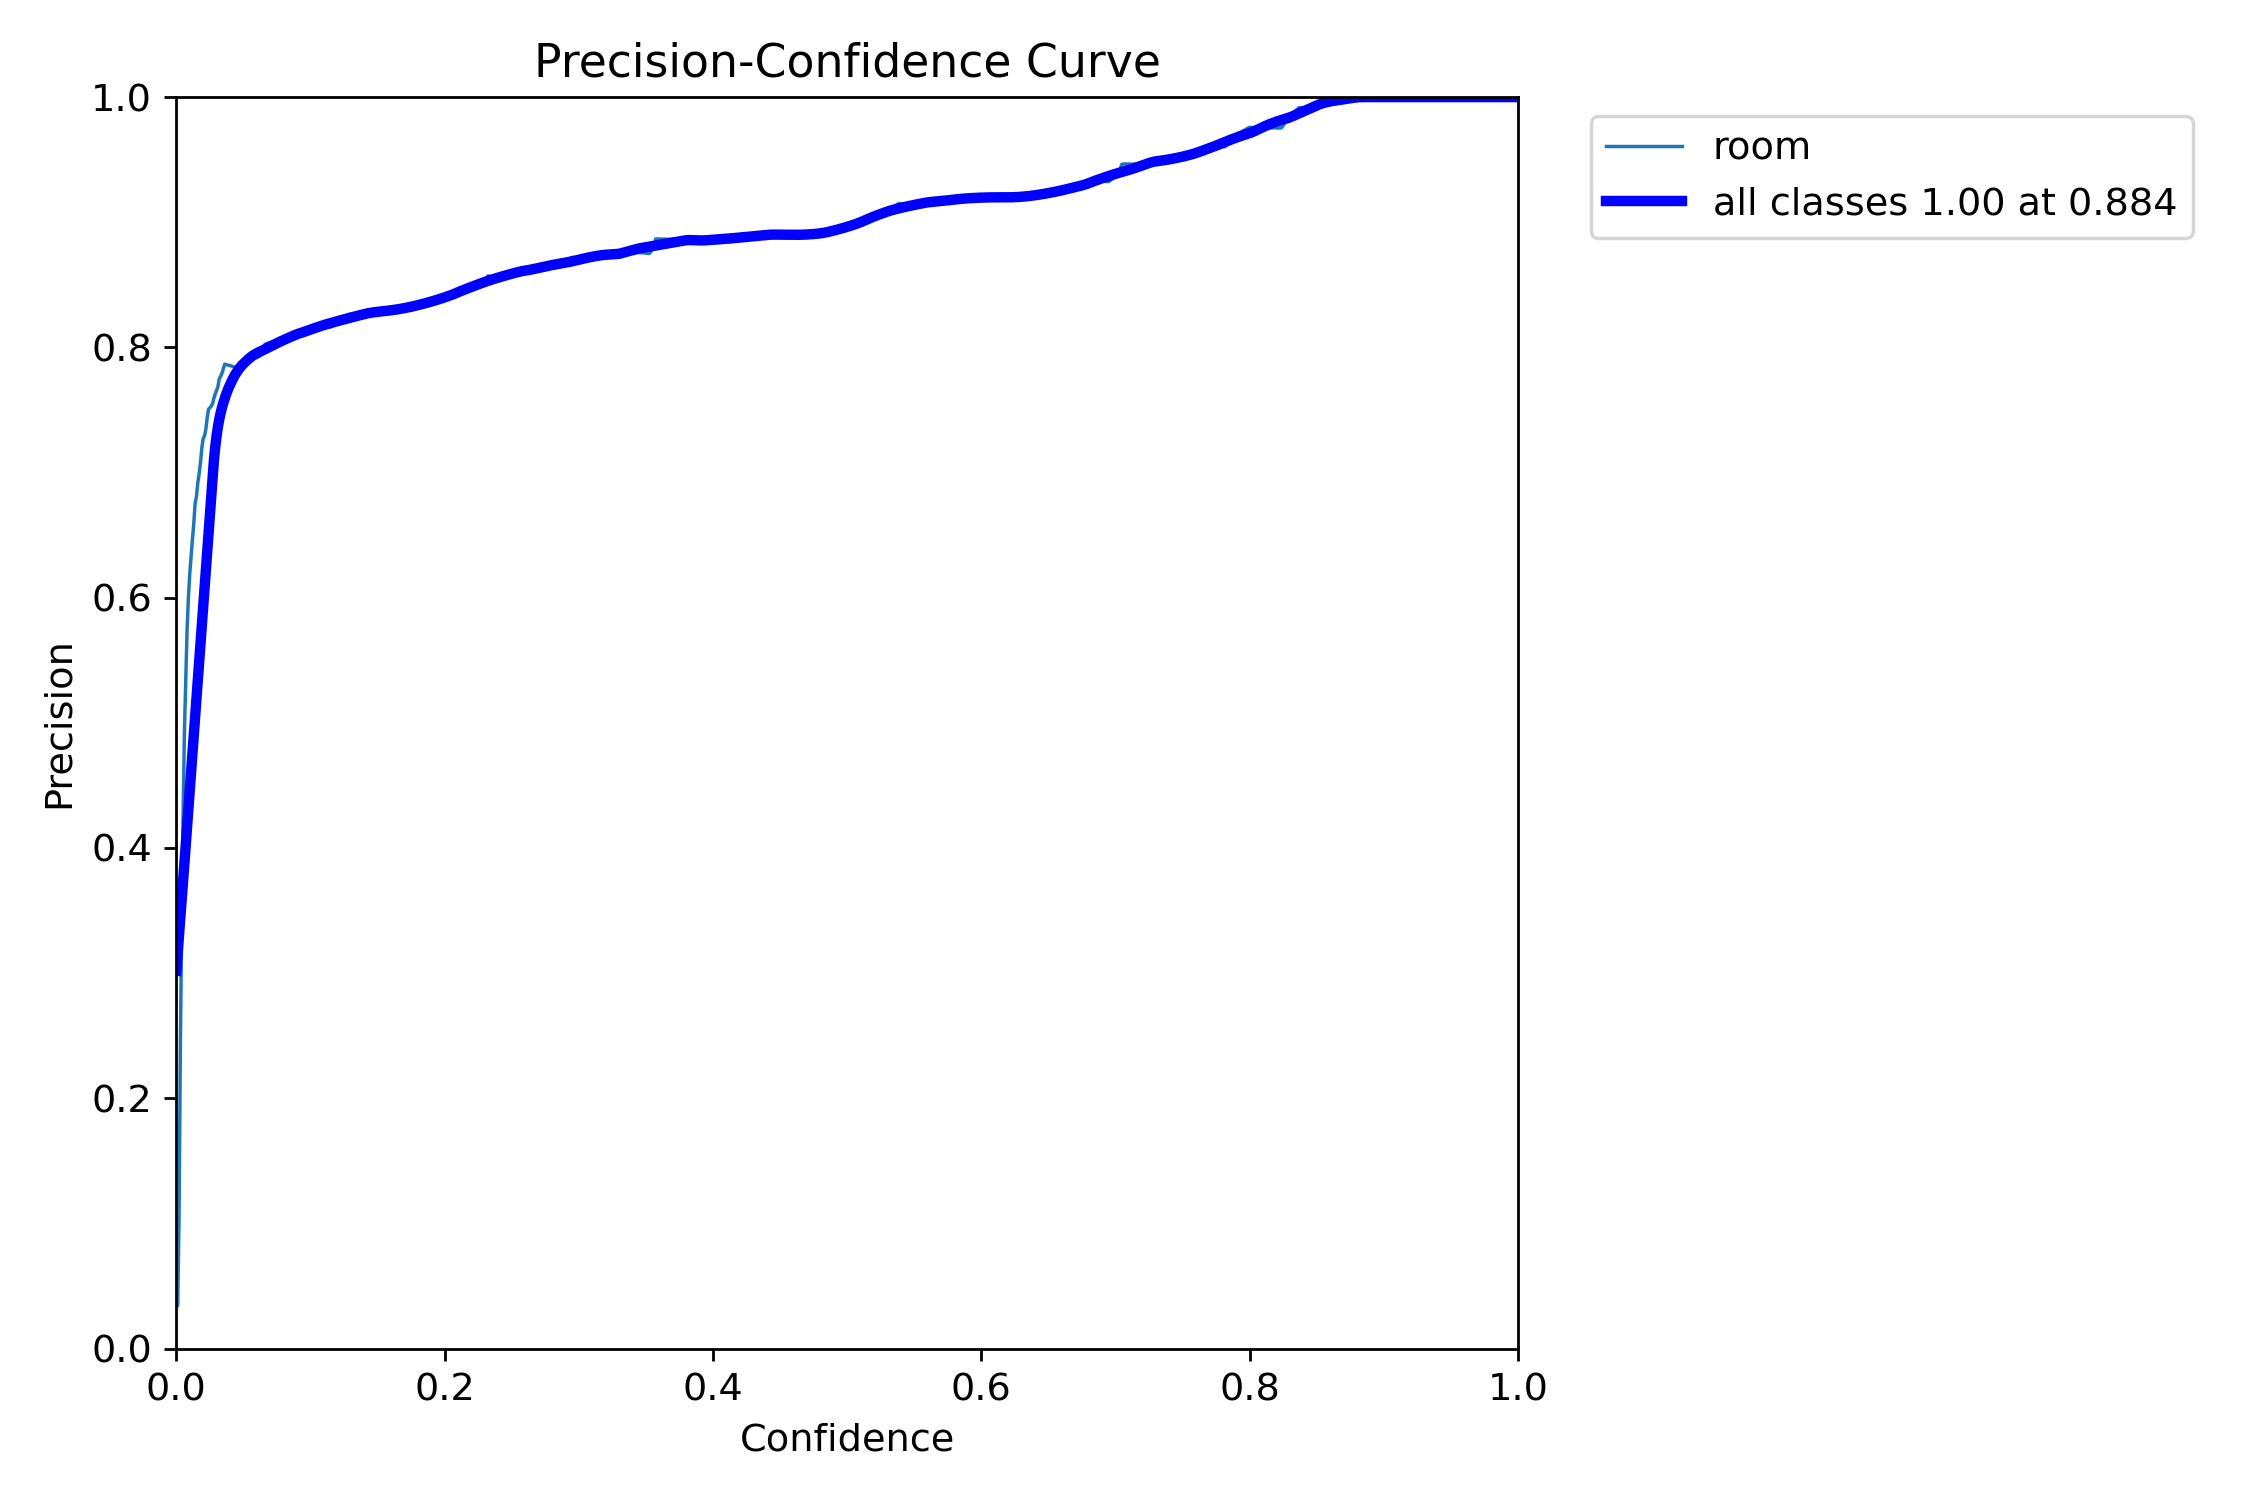 Precision-Confidence Curve
room
all classes 1.00 at 0.884
Precision
1.0
0.8
0.6
0.4
0.2
0.0
0.0 0.2 0.4 0.6 0.8 1.0
Confidence